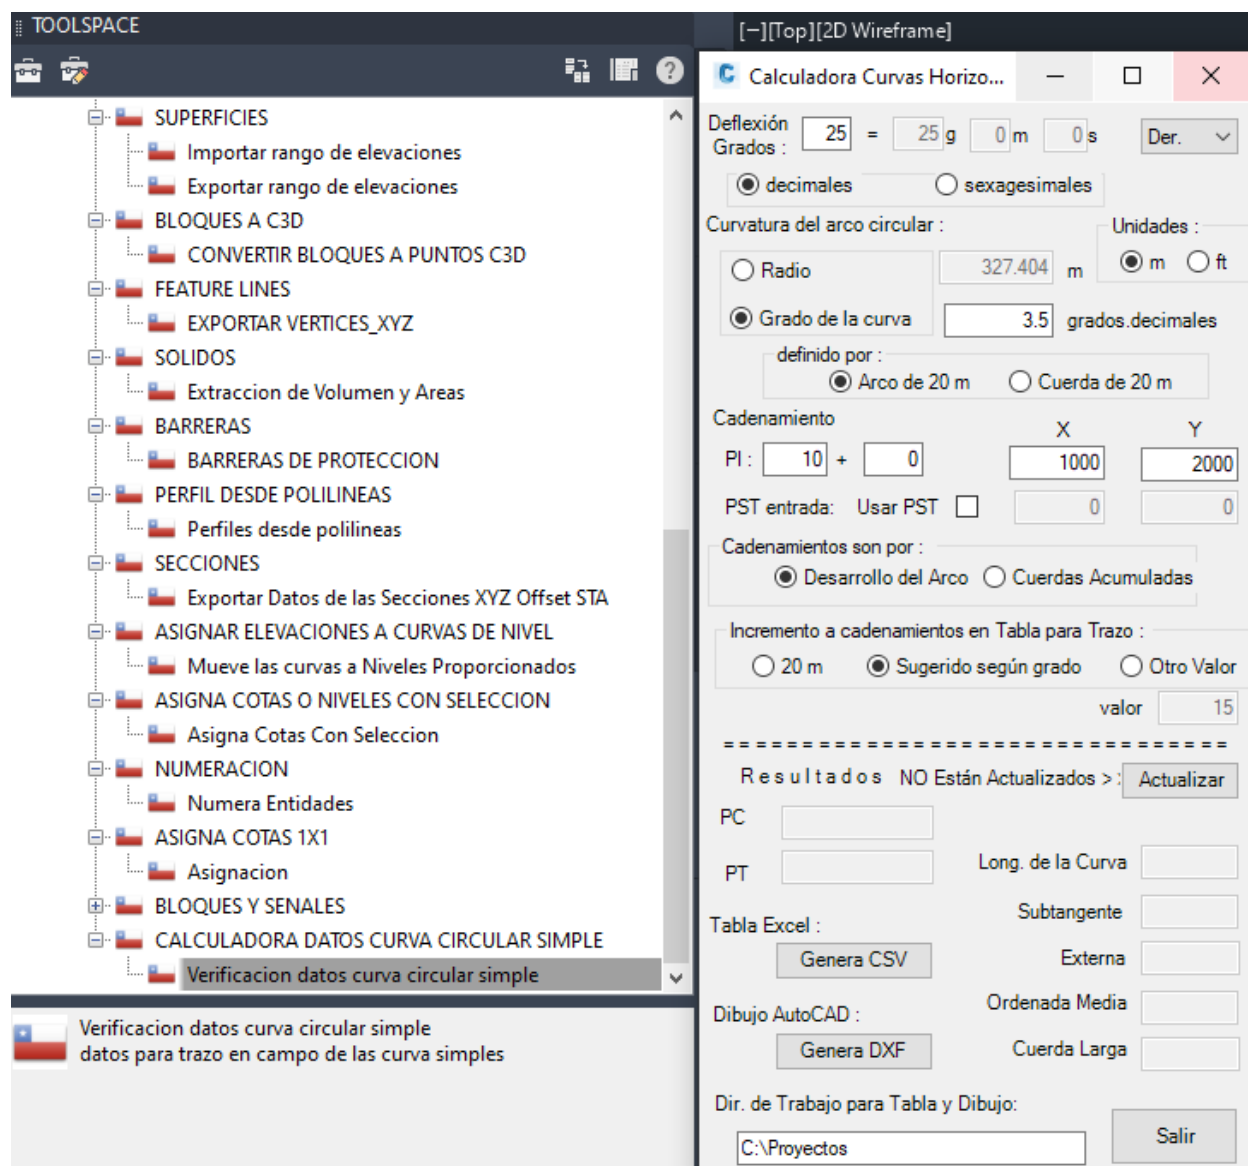 TOOLSPACE
SUPERFICIES
Importar rango de elevaciones
Exportar rango de elevaciones
BLOQUES A C3D
CONVERTIR BLOQUES A PUNTOS C3D
FEATURE LINES
EXPORTAR VERTICES_XYZ
SOLIDOS
Extraccion de Volumen y Areas
BARRERAS
BARRERAS DE PROTECCION
PERFIL DESDE POLILINEAS
Perfiles desde polilineas
SECCIONES
Exportar Datos de las Secciones XYZ Offset STA
ASIGNAR ELEVACIONES A CURVAS DE NIVEL
Mueve las curvas a Niveles Proporcionados
ASIGNA COTAS O NIVELES CON SELECCION
Asigna Cotas Con Seleccion
NUMERACION
Numera Entidades
ASIGNA COTAS 1X1
Asignacion
BLOQUES Y SENALES
CALCULADORA DATOS CURVA CIRCULAR SIMPLE
Verificacion datos curva circular simple
Verificacion datos curva circular simple
datos para trazo en campo de las curva simples
[−][Top][2D Wireframe]
Calculadora Curvas Horizo...
Deflexión
Grados : 25 = 25 g 0 m 0 s Der.
decimales sexagesimales
Curvatura del arco circular : Unidades :
Radio 327.404 m m ft
Grado de la curva 3.5 grados.decimales
definido por :
Arco de 20 m Cuerda de 20 m
Cadenamiento X Y
PI : 10 + 0 1000 2000
PST entrada: Usar PST 0 0
Cadenamientos son por :
Desarrollo del Arco Cuerdas Acumuladas
Incremento a cadenamientos en Tabla para Trazo :
20 m Sugerido según grado Otro Valor
valor 15
================================
Resultados NO Están Actualizados > : Actualizar
PC
PT Long. de la Curva
Subtangente
Tabla Excel :
Genera CSV Externa
Ordenada Media
Dibujo AutoCAD :
Genera DXF Cuerda Larga
Dir. de Trabajo para Tabla y Dibujo:
C:\Proyectos Salir